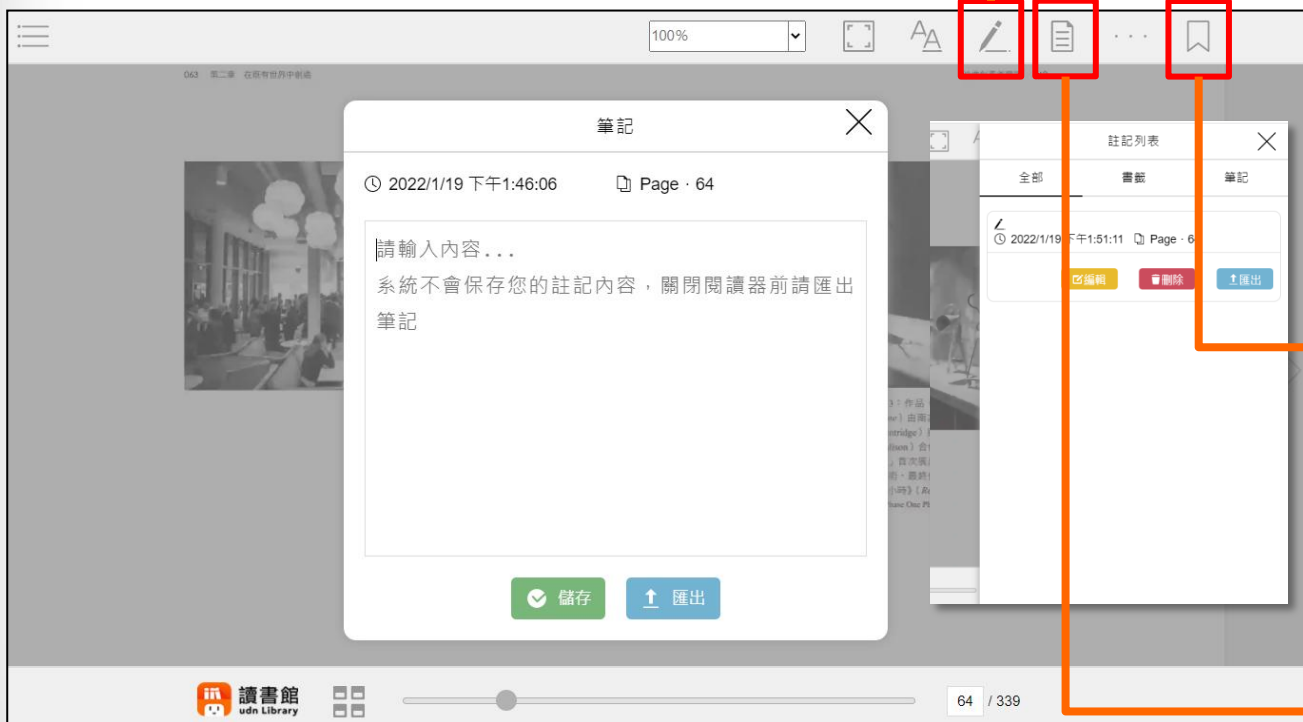 100%
AA
063 第二章 在既有世界中創造
筆記
2022/1/19 下午1:46:06 Page · 64
請輸入內容...
系統不會保存您的註記內容,關閉閱讀器前請匯出
筆記
儲存 匯出
註記列表
全部 書籤 筆記
2022/1/19 下午1:51:11 Page · 6
編輯 刪除 匯出
讀書館
udn Library
64 / 339